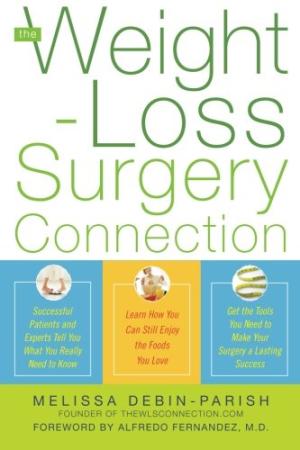 the
Weight
-Loss
Surgery
Connection
Successful
Patients and
Experts Tell You
What You Really
Need to Know
Learn How You
Can Still Enjoy
the Foods
You Love
Get the Tools
You Need to
Make Your
Surgery a Lasting
Success
MELISSA DEBIN-PARISH
FOUNDER OF THEWLSCONNECTION.COM
FOREWORD BY ALFREDO FERNANDEZ, M.D.